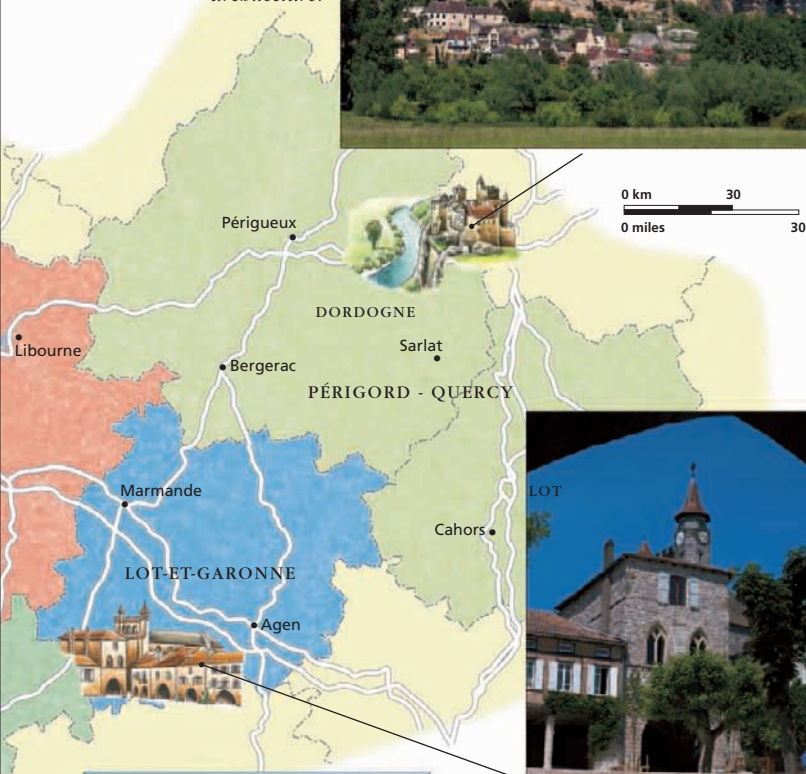 0 km 30
0 miles 30
Périgueux
DORDOGNE
Sarlat
Libourne
Bergerac
PÉRIGORD - QUERCY
Marmande
LOT
Cahors
LOT-ET-GARONNE
Agen